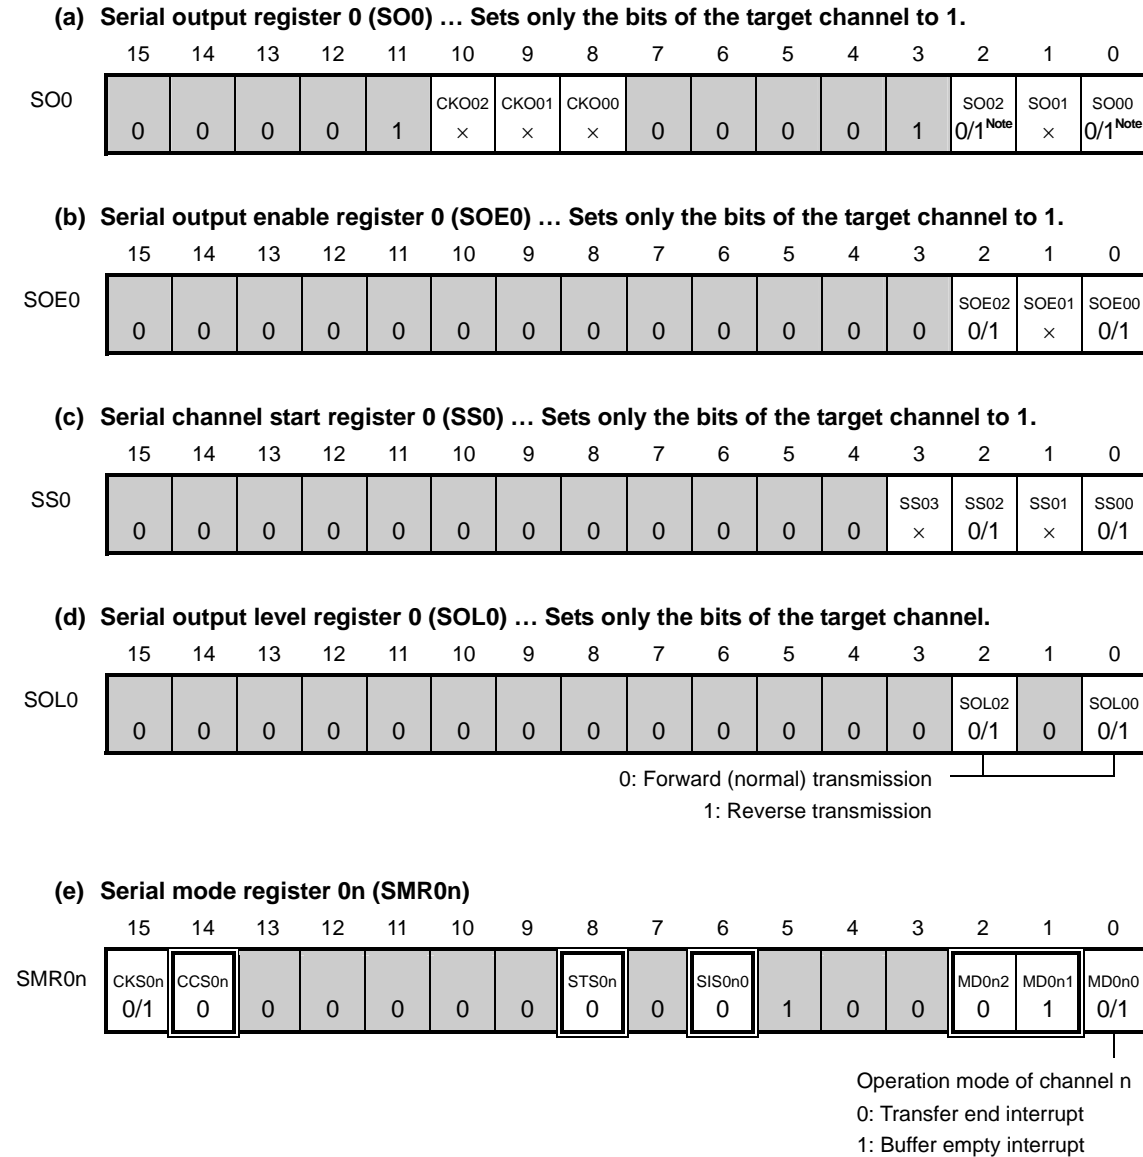 (a) Serial output register 0 (SO0) … Sets only the bits of the target channel to 1.
15 14 13 12 11 10 9 8 7 6 5 4 3 2 1 0
SO0
CKO02 CKO01 CKO00 SO02 SO01 SO00
0 0 0 0 1 × × × 0 0 0 0 1 0/1Note × 0/1Note
(b) Serial output enable register 0 (SOE0) … Sets only the bits of the target channel to 1.
15 14 13 12 11 10 9 8 7 6 5 4 3 2 1 0
SOE0
SOE02 SOE01 SOE00
0 0 0 0 0 0 0 0 0 0 0 0 0 0/1 × 0/1
(c) Serial channel start register 0 (SS0) … Sets only the bits of the target channel to 1.
15 14 13 12 11 10 9 8 7 6 5 4 3 2 1 0
SS0
SS03 SS02 SS01 SS00
0 0 0 0 0 0 0 0 0 0 0 0 × 0/1 × 0/1
(d) Serial output level register 0 (SOL0) … Sets only the bits of the target channel.
15 14 13 12 11 10 9 8 7 6 5 4 3 2 1 0
SOL0
SOL02 SOL00
0 0 0 0 0 0 0 0 0 0 0 0 0 0/1 0 0/1
0: Forward (normal) transmission
1: Reverse transmission
(e) Serial mode register 0n (SMR0n)
15 14 13 12 11 10 9 8 7 6 5 4 3 2 1 0
SMR0n
CKS0n CCS0n STS0n SIS0n0 MD0n2 MD0n1 MD0n0
0/1 0 0 0 0 0 0 0 0 0 1 0 0 0 1 0/1
Operation mode of channel n
0: Transfer end interrupt
1: Buffer empty interrupt